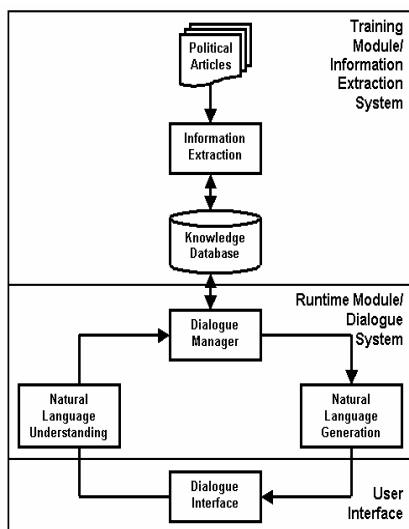 Political
Articles
Training
Module/
Information
Extraction
System
Information
Extraction
Knowledge
Database
Runtime Module/
Dialogue
System
Dialogue
Manager
Natural
Language
Understanding
Natural
Language
Generation
Dialogue
Interface
User
Interface